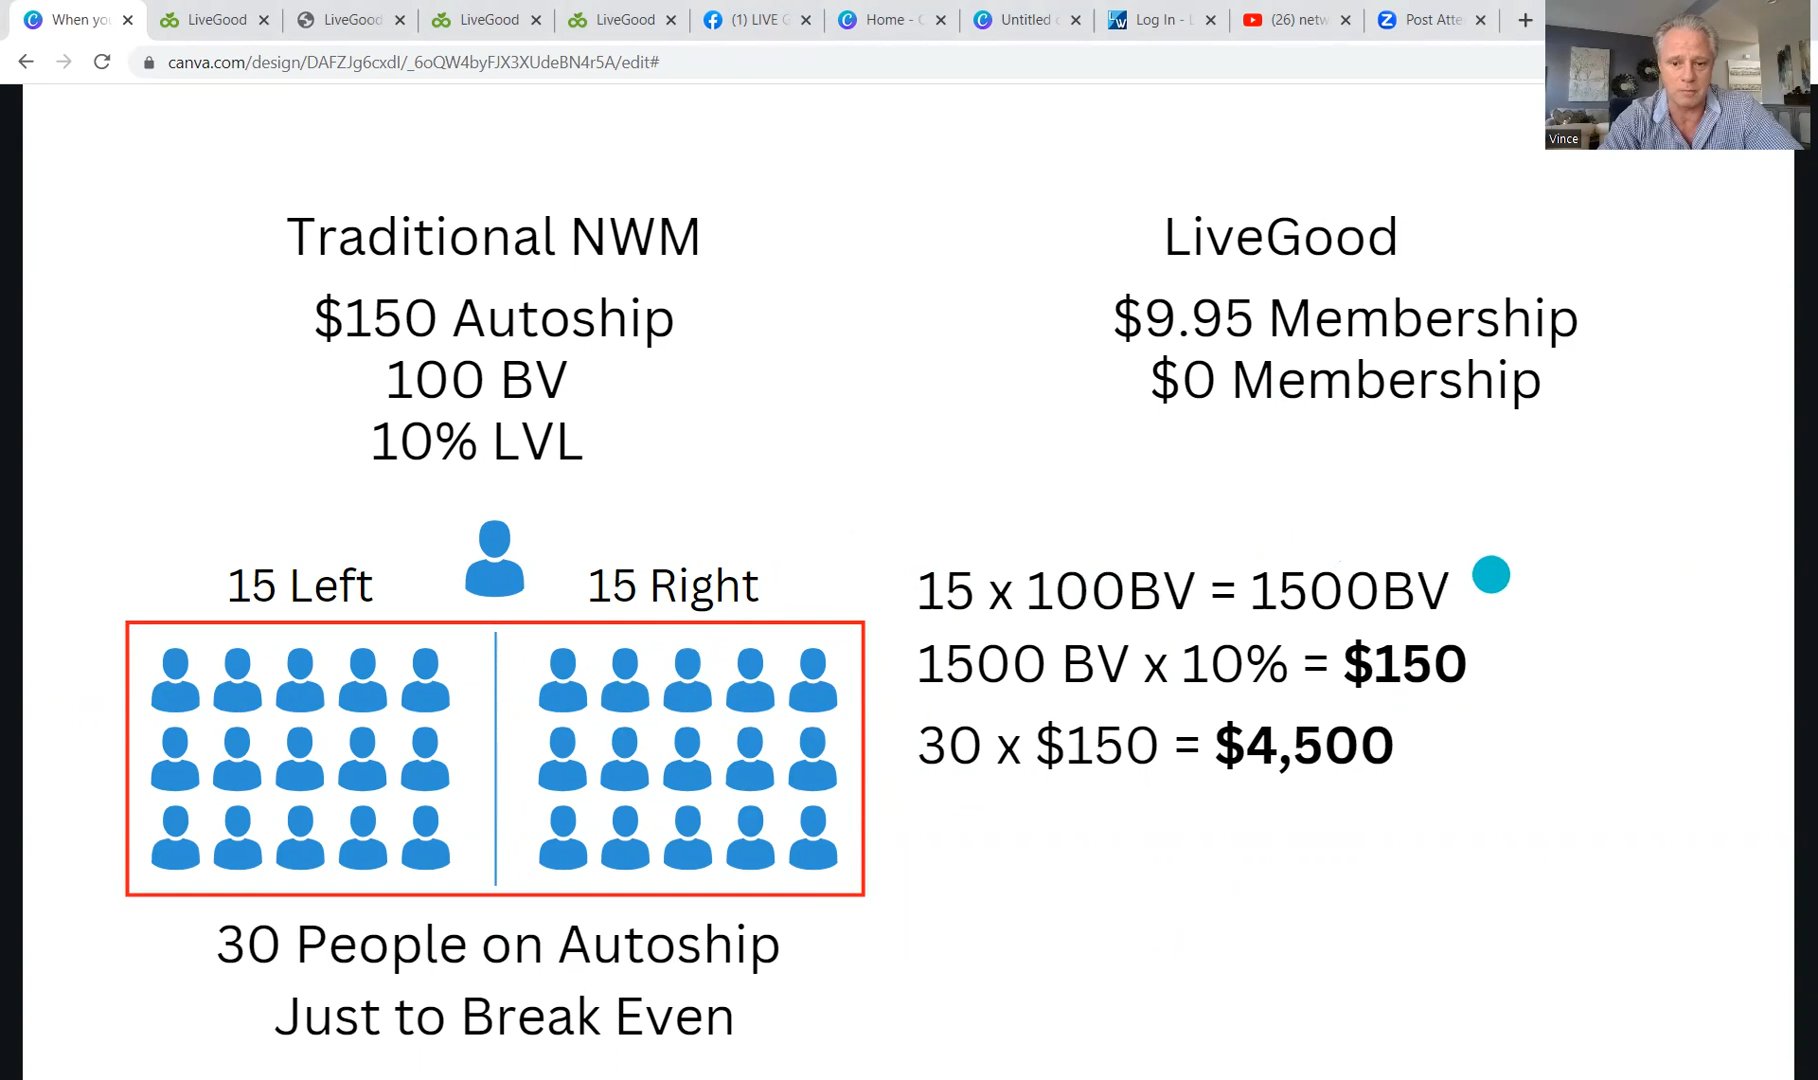 When you
LiveGood
LiveGood
LiveGood
LiveGood
(1) LIVE G
Home - C
Untitled
Log In - L
(26) netw
Post Atte
canva.com/design/DAFZJg6cxdI/_6oQW4byFJX3XUdeBN4r5A/edit#
Vince
Traditional NWM
$150 Autoship
100 BV
10% LVL
LiveGood
$9.95 Membership
$0 Membership
15 Left
15 Right
30 People on Autoship
Just to Break Even
15 x 100BV = 1500BV
1500 BV x 10% = $150
30 x $150 = $4,500